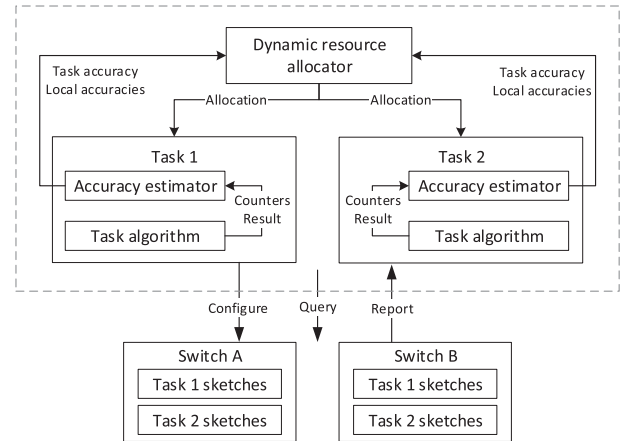 Dynamic resource
allocator
Task accuracy
Local accuracies
Task accuracy
Local accuracies
Allocation
Allocation
Task 1
Accuracy estimator
Counters
Result
Task algorithm
Task 2
Accuracy estimator
Counters
Result
Task algorithm
Configure
Query
Report
Switch A
Task 1 sketches
Task 2 sketches
Switch B
Task 1 sketches
Task 2 sketches